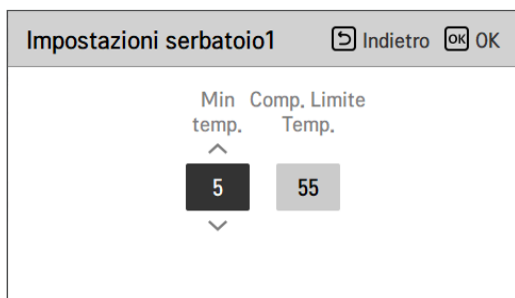 Impostazioni serbatoio1 Indietro OK OK
Min Comp. Limite
temp. Temp.
5 55